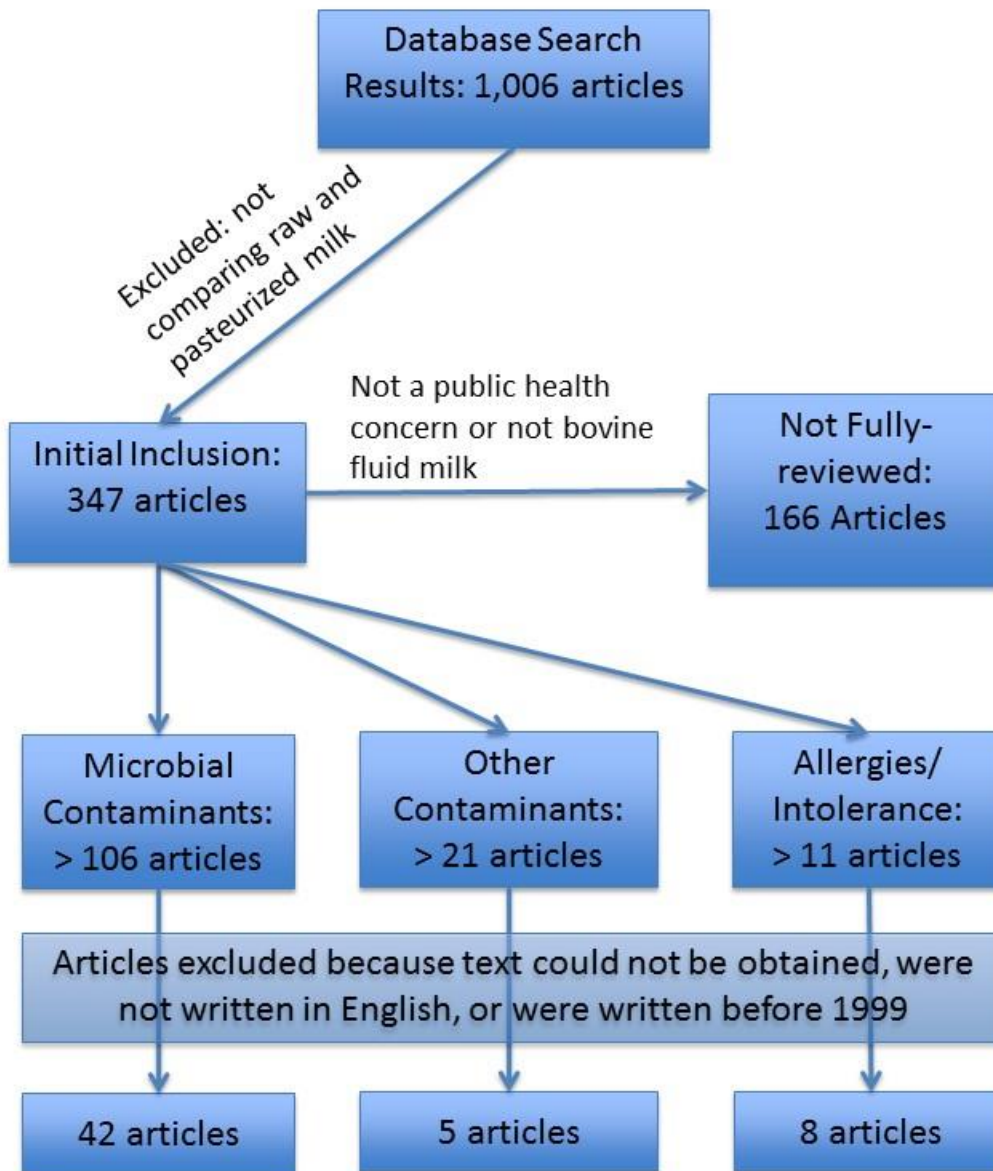 Database Search
Results: 1,006 articles
Excluded: not
comparing raw and
pasteurized milk
Initial Inclusion:
347 articles
Not a public health
concern or not bovine
fluid milk
Not Fully-
reviewed:
166 Articles
Microbial
Contaminants:
> 106 articles
Other
Contaminants:
> 21 articles
Allergies/
Intolerance:
> 11 articles
Articles excluded because text could not be obtained, were
not written in English, or were written before 1999
42 articles
5 articles
8 articles